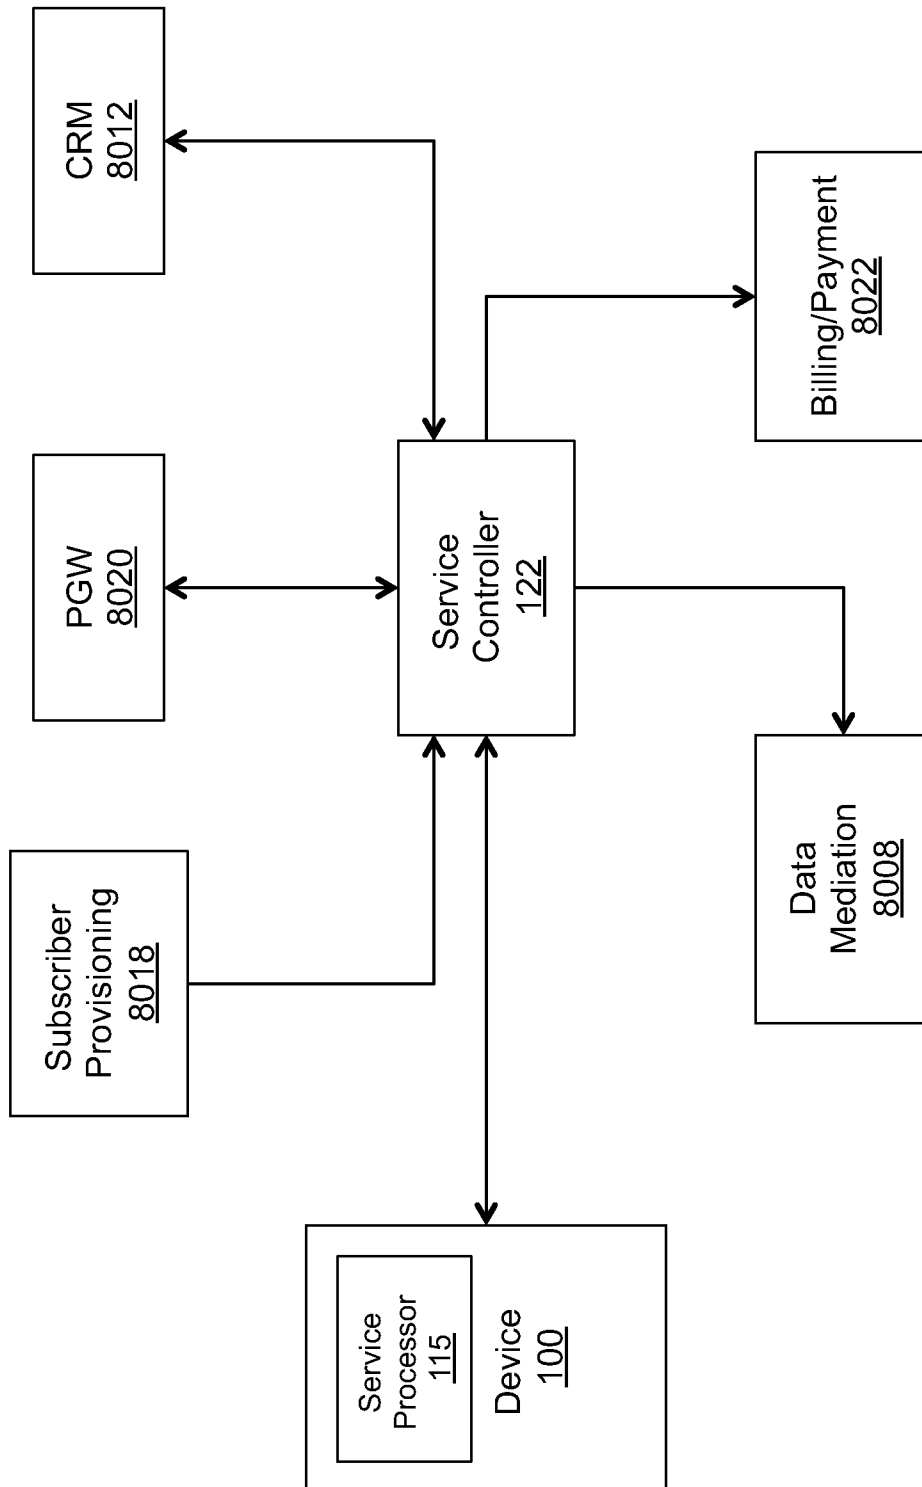 Subscriber
Provisioning
8018
PGW
8020
CRM
8012
Service
Processor
115
Device
100
Service
Controller
122
Data
Mediation
8008
Billing/Payment
8022